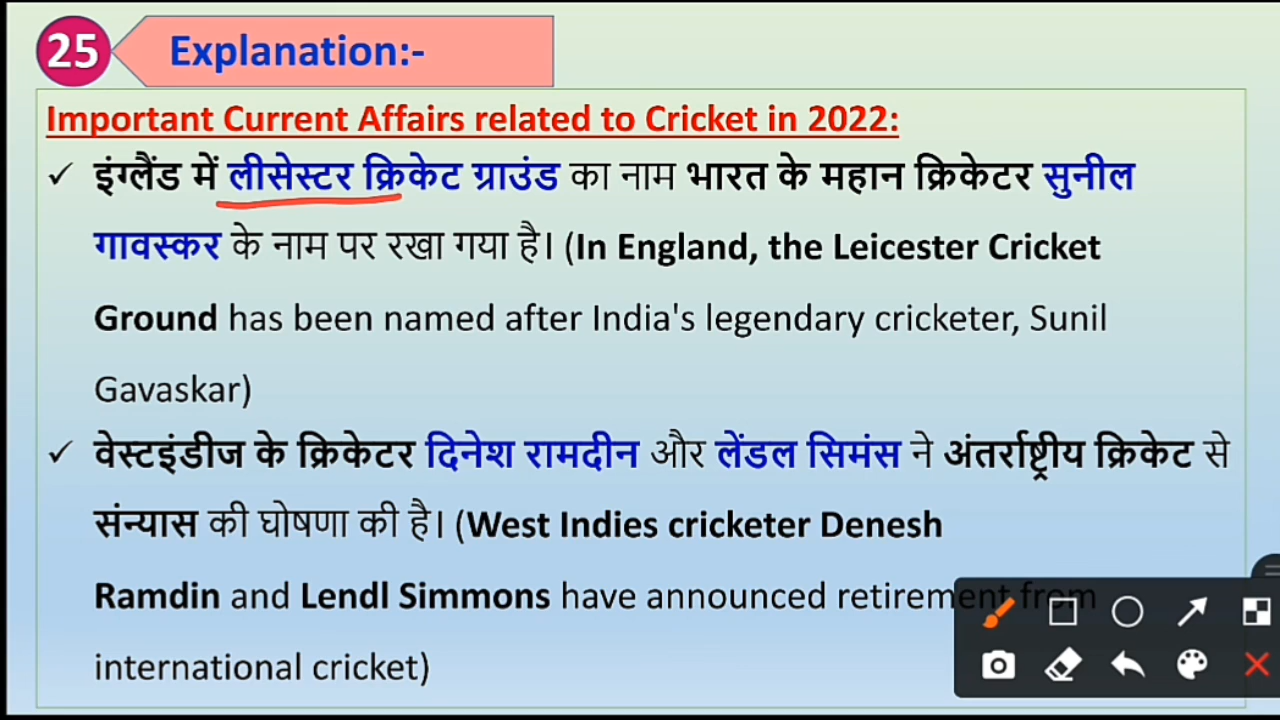 25 Explanation:-
Important Current Affairs related to Cricket in 2022:
✓ इंग्लैंड में लीसेस्टर क्रिकेट ग्राउंड का नाम भारत के महान क्रिकेटर सुनील
गावस्कर के नाम पर रखा गया है। (In England, the Leicester Cricket
Ground has been named after India's legendary cricketer, Sunil
Gavaskar)
✓ वेस्टइंडीज के क्रिकेटर दिनेश रामदीन और लेंडल सिमंस ने अंतर्राष्ट्रीय क्रिकेट से
संन्यास की घोषणा की है। (West Indies cricketer Denesh
Ramdin and Lendl Simmons have announced retirement from
international cricket)